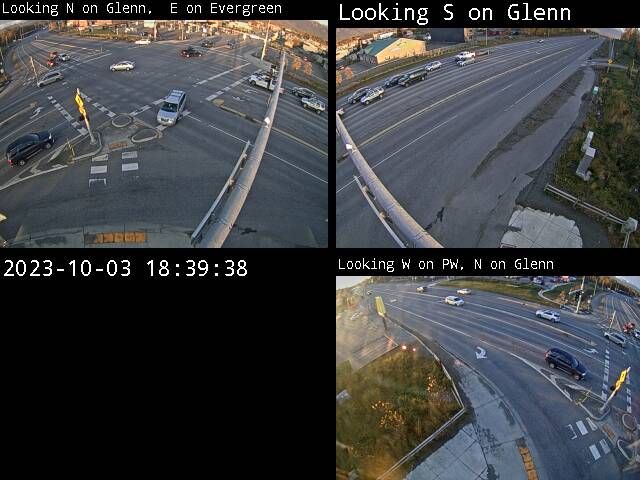 Looking N on Glenn,  E on Evergreen
Looking S on Glenn
2023-10-03 18:39:38
Looking W on PW, N on Glenn